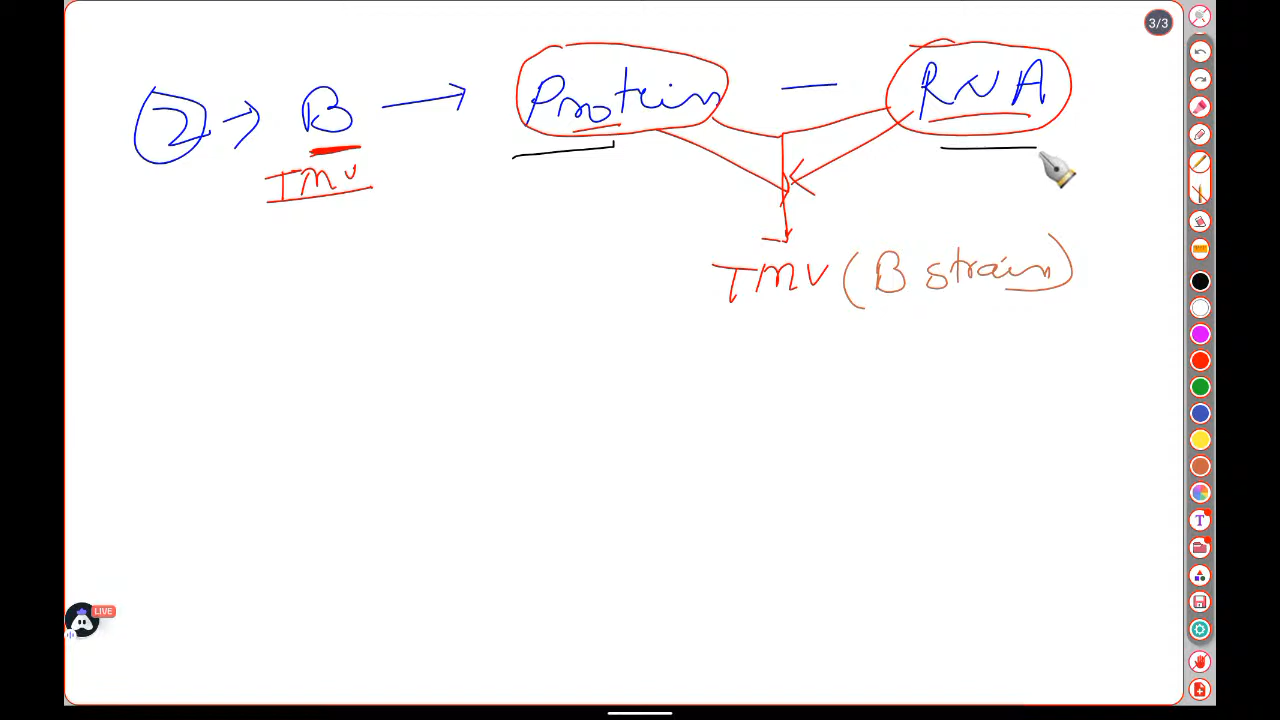 3/3
2 → B → Protein — RNA
TMV
TMV (B strain)
LIVE
T